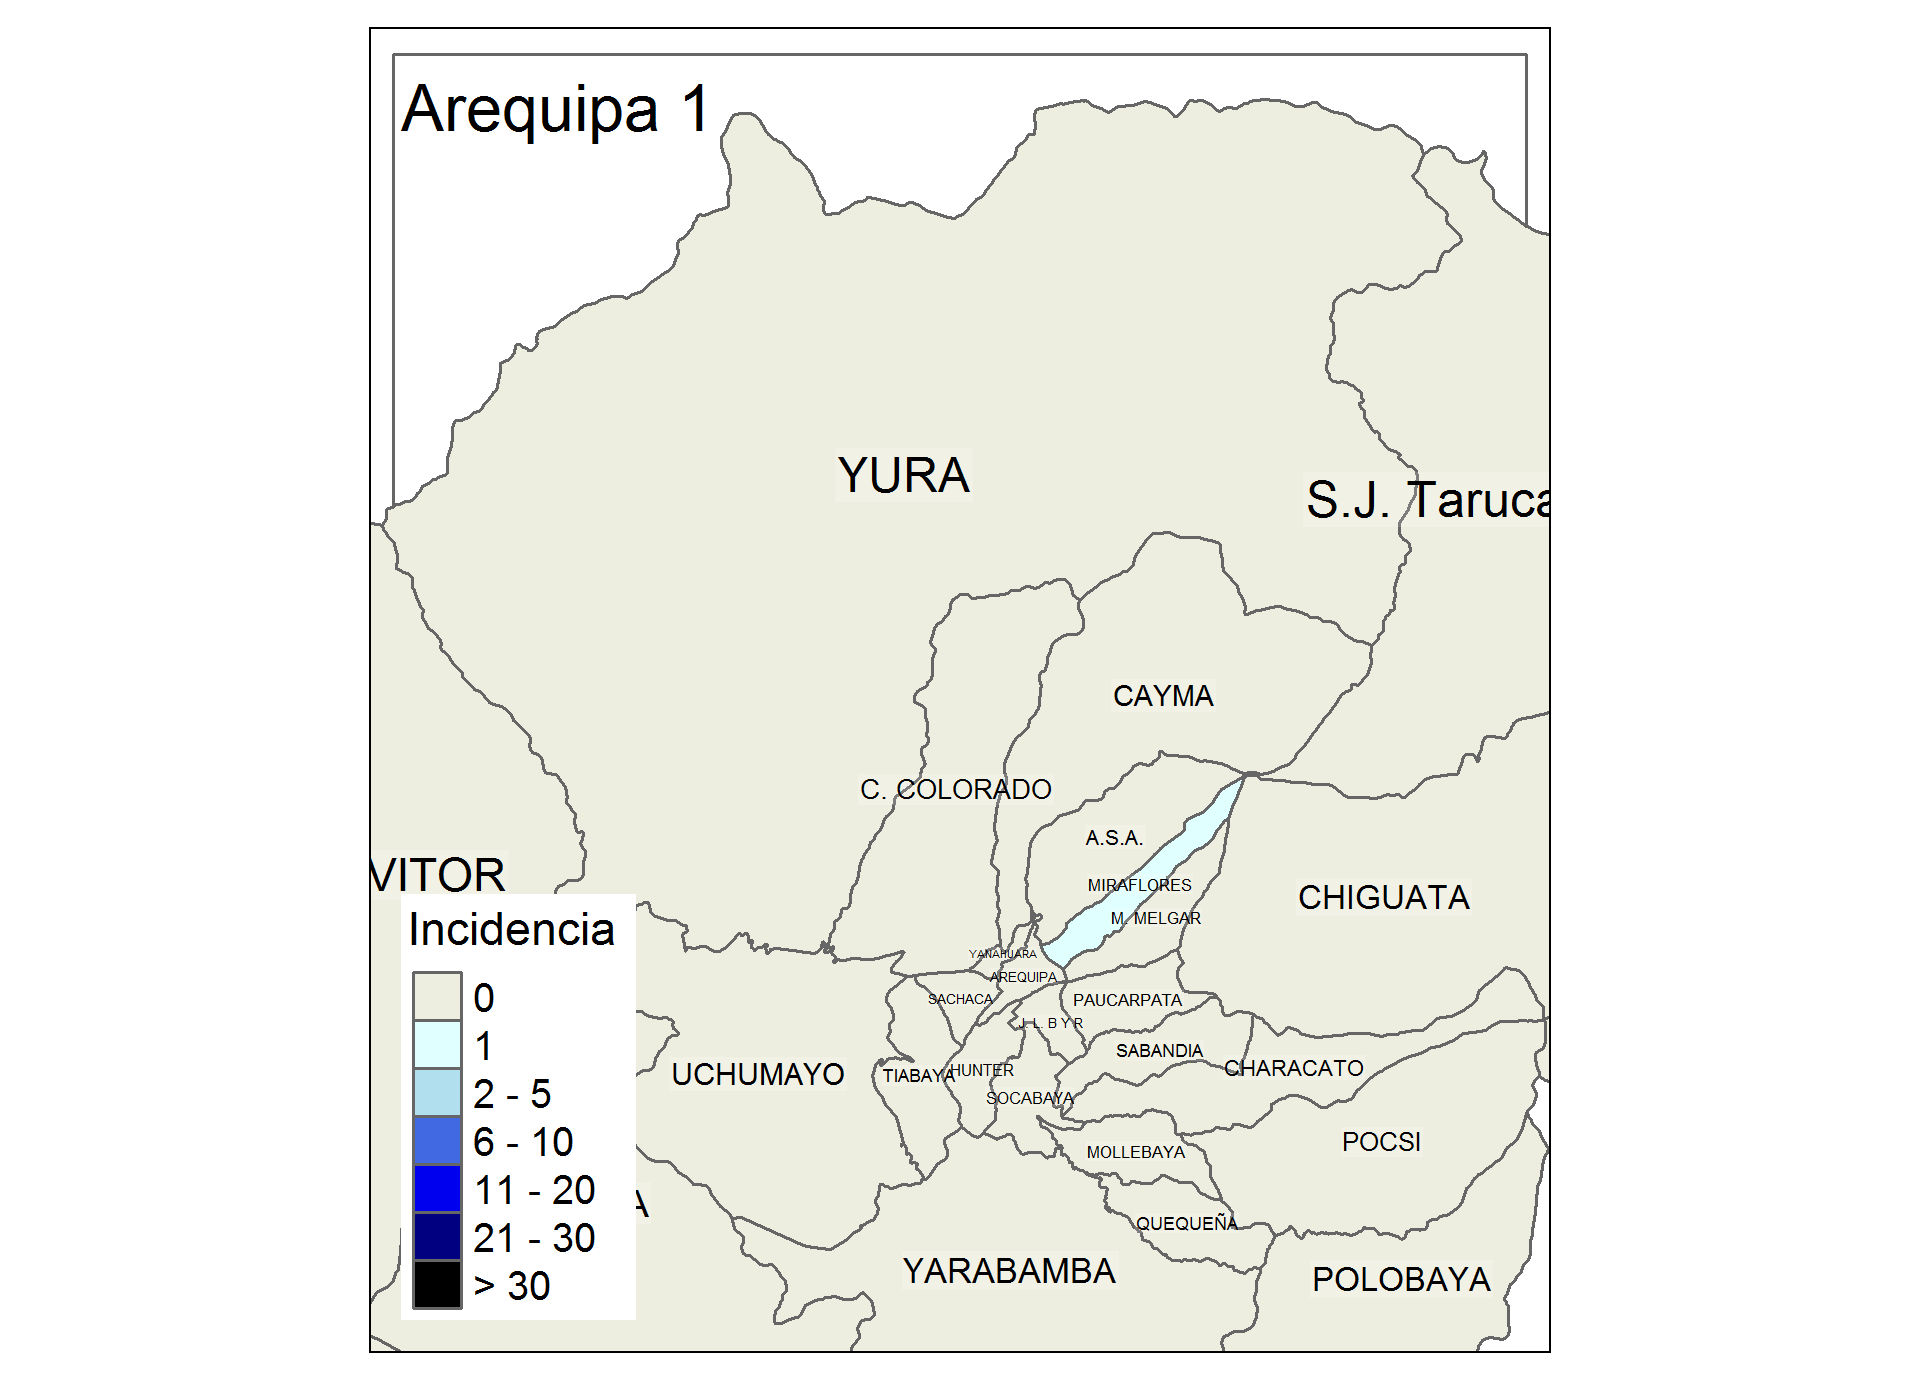 Arequipa 1
YURA
S.J. Taruca
CAYMA
C. COLORADO
A.S.A.
VITOR
MIRAFLORES
CHIGUATA
M. MELGAR
YANAHUARA
AREQUIPA
SACHACA
PAUCARPATA
J. L. B Y R
SABANDIA
CHARACATO
UCHUMAYO
TIABAYA
HUNTER
SOCABAYA
POCSI
MOLLEBAYA
QUEQUEÑA
YARABAMBA
POLOBAYA
A
Incidencia
0
1
2 - 5
6 - 10
11 - 20
21 - 30
> 30